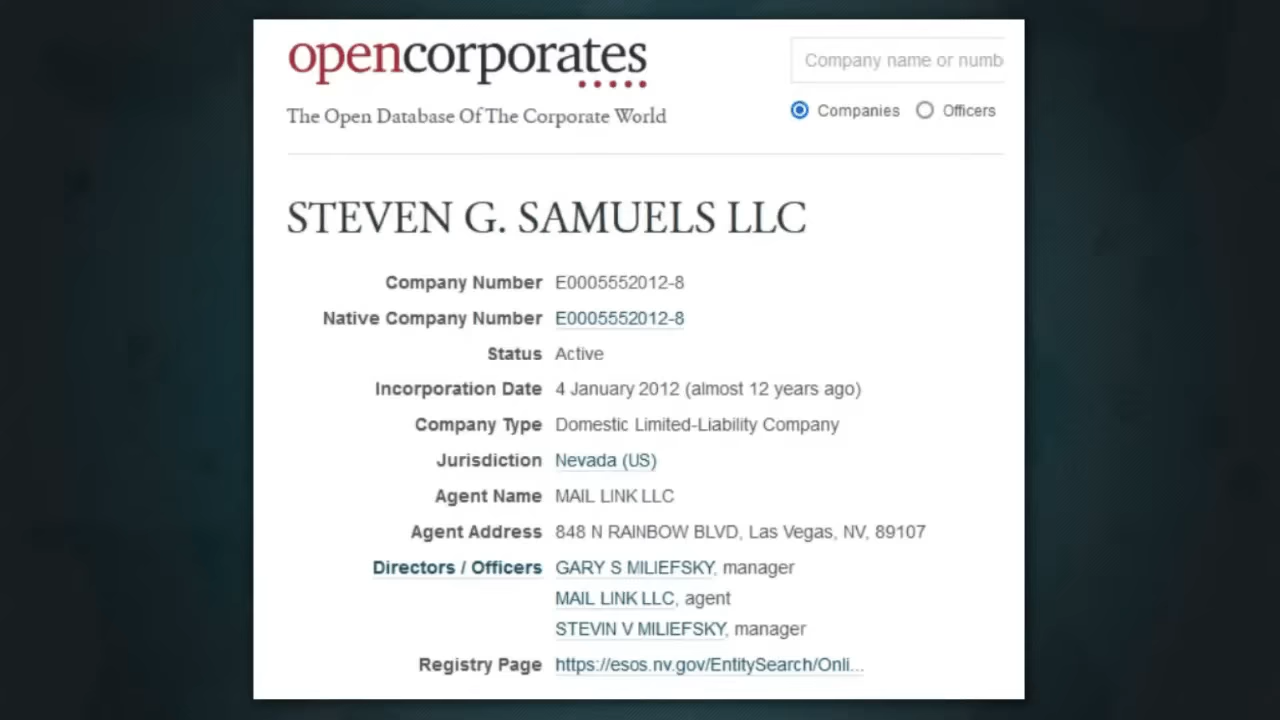 opencorporates
Company name or numb
The Open Database Of The Corporate World
Companies Officers
STEVEN G. SAMUELS LLC
Company Number E0005552012-8
Native Company Number E0005552012-8
Status Active
Incorporation Date 4 January 2012 (almost 12 years ago)
Company Type Domestic Limited-Liability Company
Jurisdiction Nevada (US)
Agent Name MAIL LINK LLC
Agent Address 848 N RAINBOW BLVD, Las Vegas, NV, 89107
Directors / Officers GARY S MILIEFSKY, manager
MAIL LINK LLC, agent
STEVIN V MILIEFSKY, manager
Registry Page https://esos.nv.gov/EntitySearch/Onli...